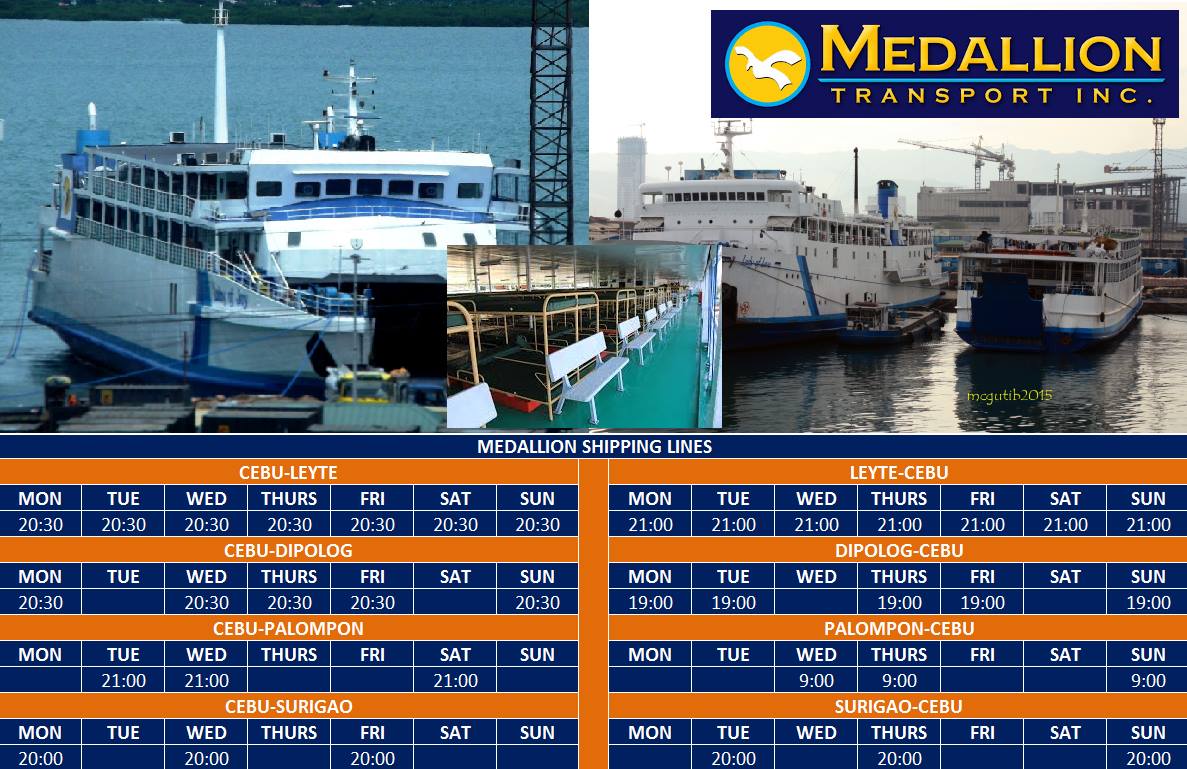 MEDALLION
TRANSPORT INC.
mcgutib2015
MEDALLION SHIPPING LINES
CEBU-LEYTE
MON TUE WED THURS FRI SAT SUN
20:30 20:30 20:30 20:30 20:30 20:30 20:30
CEBU-DIPOLOG
MON TUE WED THURS FRI SAT SUN
20:30 20:30 20:30 20:30 20:30
CEBU-PALOMPON
MON TUE WED THURS FRI SAT SUN
21:00 21:00 21:00
CEBU-SURIGAO
MON TUE WED THURS FRI SAT SUN
20:00 20:00 20:00
LEYTE-CEBU
MON TUE WED THURS FRI SAT SUN
21:00 21:00 21:00 21:00 21:00 21:00 21:00
DIPOLOG-CEBU
MON TUE WED THURS FRI SAT SUN
19:00 19:00 19:00 19:00 19:00
PALOMPON-CEBU
MON TUE WED THURS FRI SAT SUN
9:00 9:00 9:00
SURIGAO-CEBU
MON TUE WED THURS FRI SAT SUN
20:00 20:00 20:00